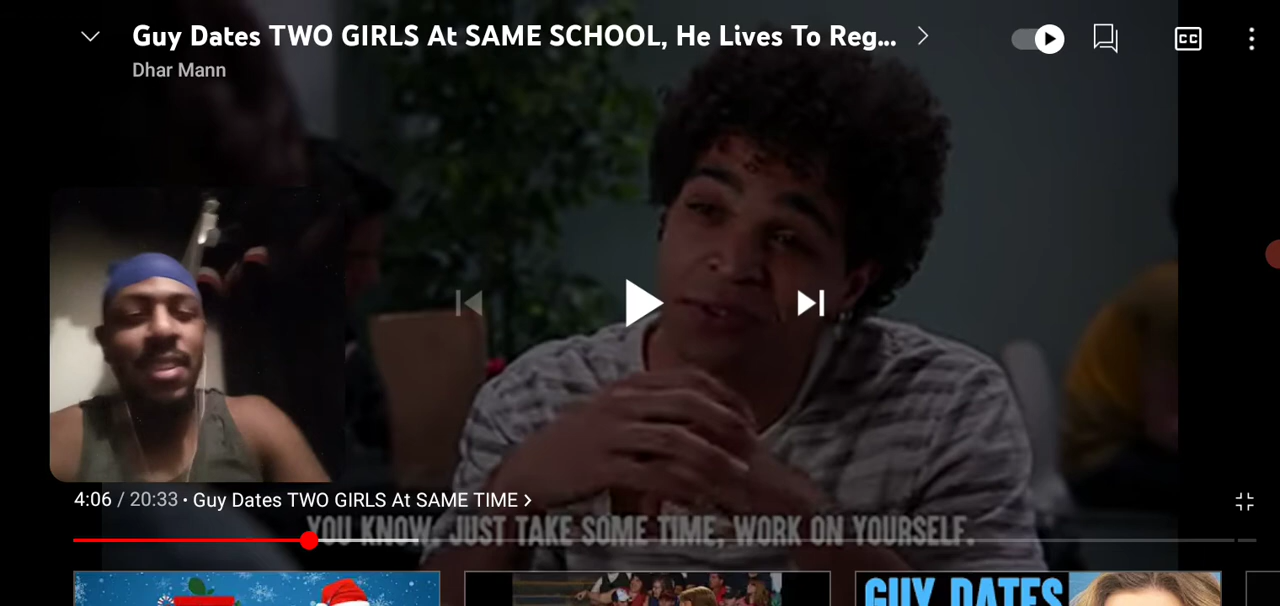 Guy Dates TWO GIRLS At SAME SCHOOL, He Lives To Reg...
Dhar Mann
CC
4:06 / 20:33 · Guy Dates TWO GIRLS At SAME TIME
YOU KNOW. JUST TAKE SOME TIME, WORK ON YOURSELF.
GUY DATES